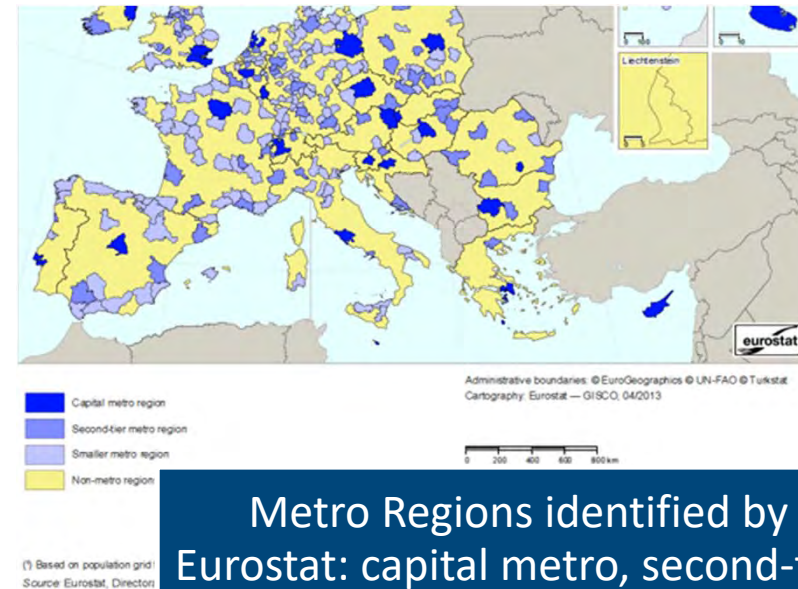 Liechtenstein
eurostat
Administrative boundaries: © EuroGeographics © UN-FAO © Turkstat
Cartography: Eurostat — GISCO, 04/2013
Capital metro region
Second-tier metro region
Smaller metro region
Non-metro region
0 200 400 600 800 km
(¹) Based on population grid
Source: Eurostat,
Metro Regions identified by
Eurostat: capital metro, second-